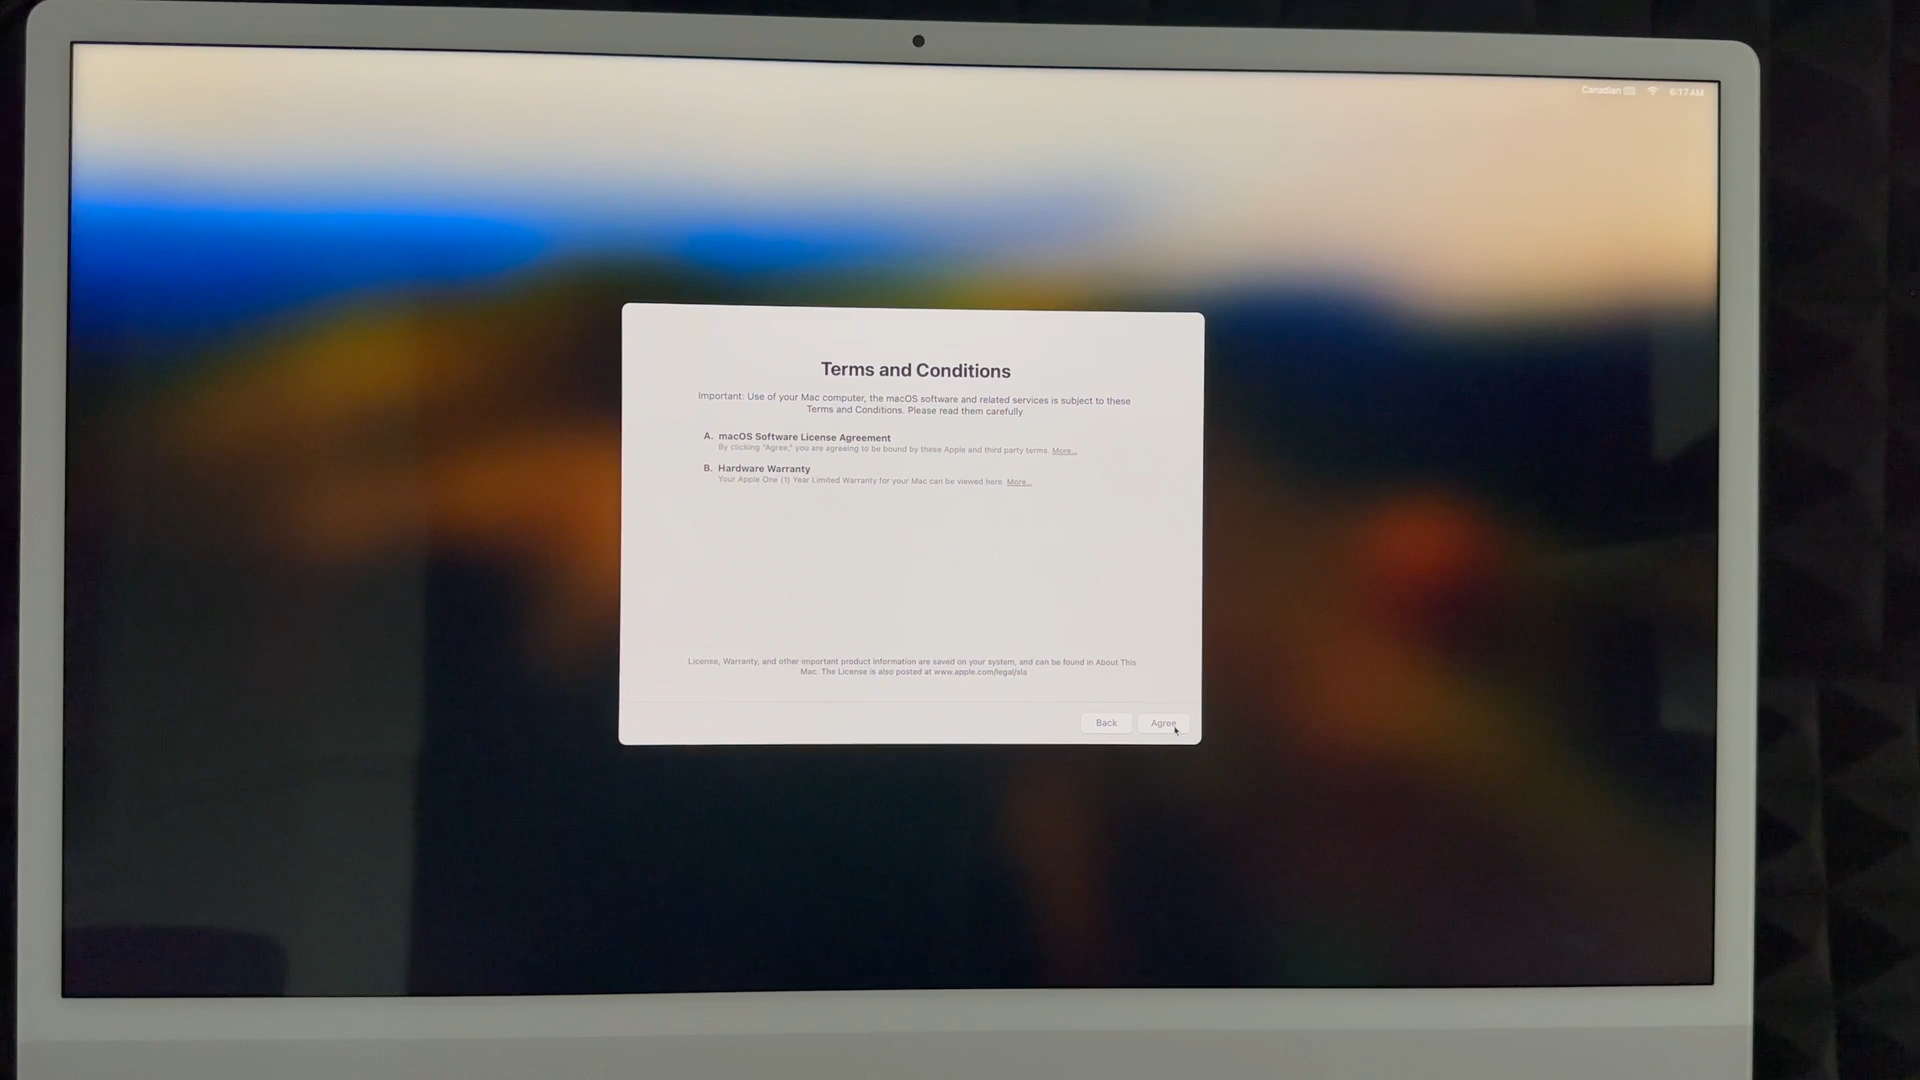 Canadian 6:17 AM
Terms and Conditions
Important: Use of your Mac computer, the macOS software and related services is subject to these
Terms and Conditions. Please read them carefully.
A. macOS Software License Agreement
By clicking "Agree," you are agreeing to be bound by these Apple and third party terms. More...
B. Hardware Warranty
Your Apple One (1) Year Limited Warranty for your Mac can be viewed here. More...
License, Warranty, and other important product information are saved on your system, and can be found in About This
Mac. The License is also posted at www.apple.com/legal/sla
Back Agree